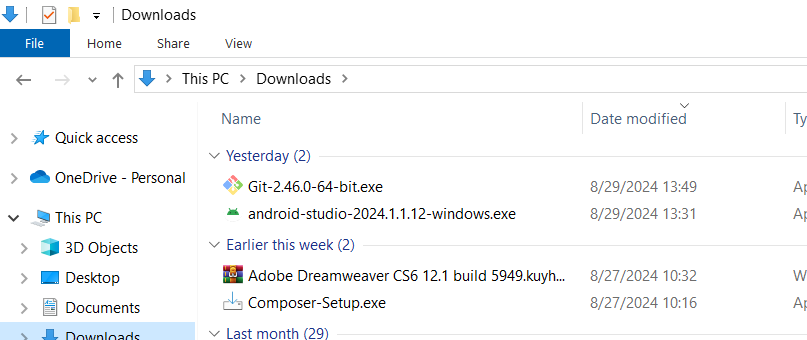 Downloads
File Home Share View
This PC Downloads
Name Date modified Ty
Quick access
OneDrive - Personal
This PC
3D Objects
Desktop
Documents
Downloads
Yesterday (2)
Git-2.46.0-64-bit.exe 8/29/2024 13:49 Ap
android-studio-2024.1.1.12-windows.exe 8/29/2024 13:31 Ap
Earlier this week (2)
Adobe Dreamweaver CS6 12.1 build 5949.kuyh... 8/27/2024 10:32 W
Composer-Setup.exe 8/27/2024 10:16 Ap
Last month (29)